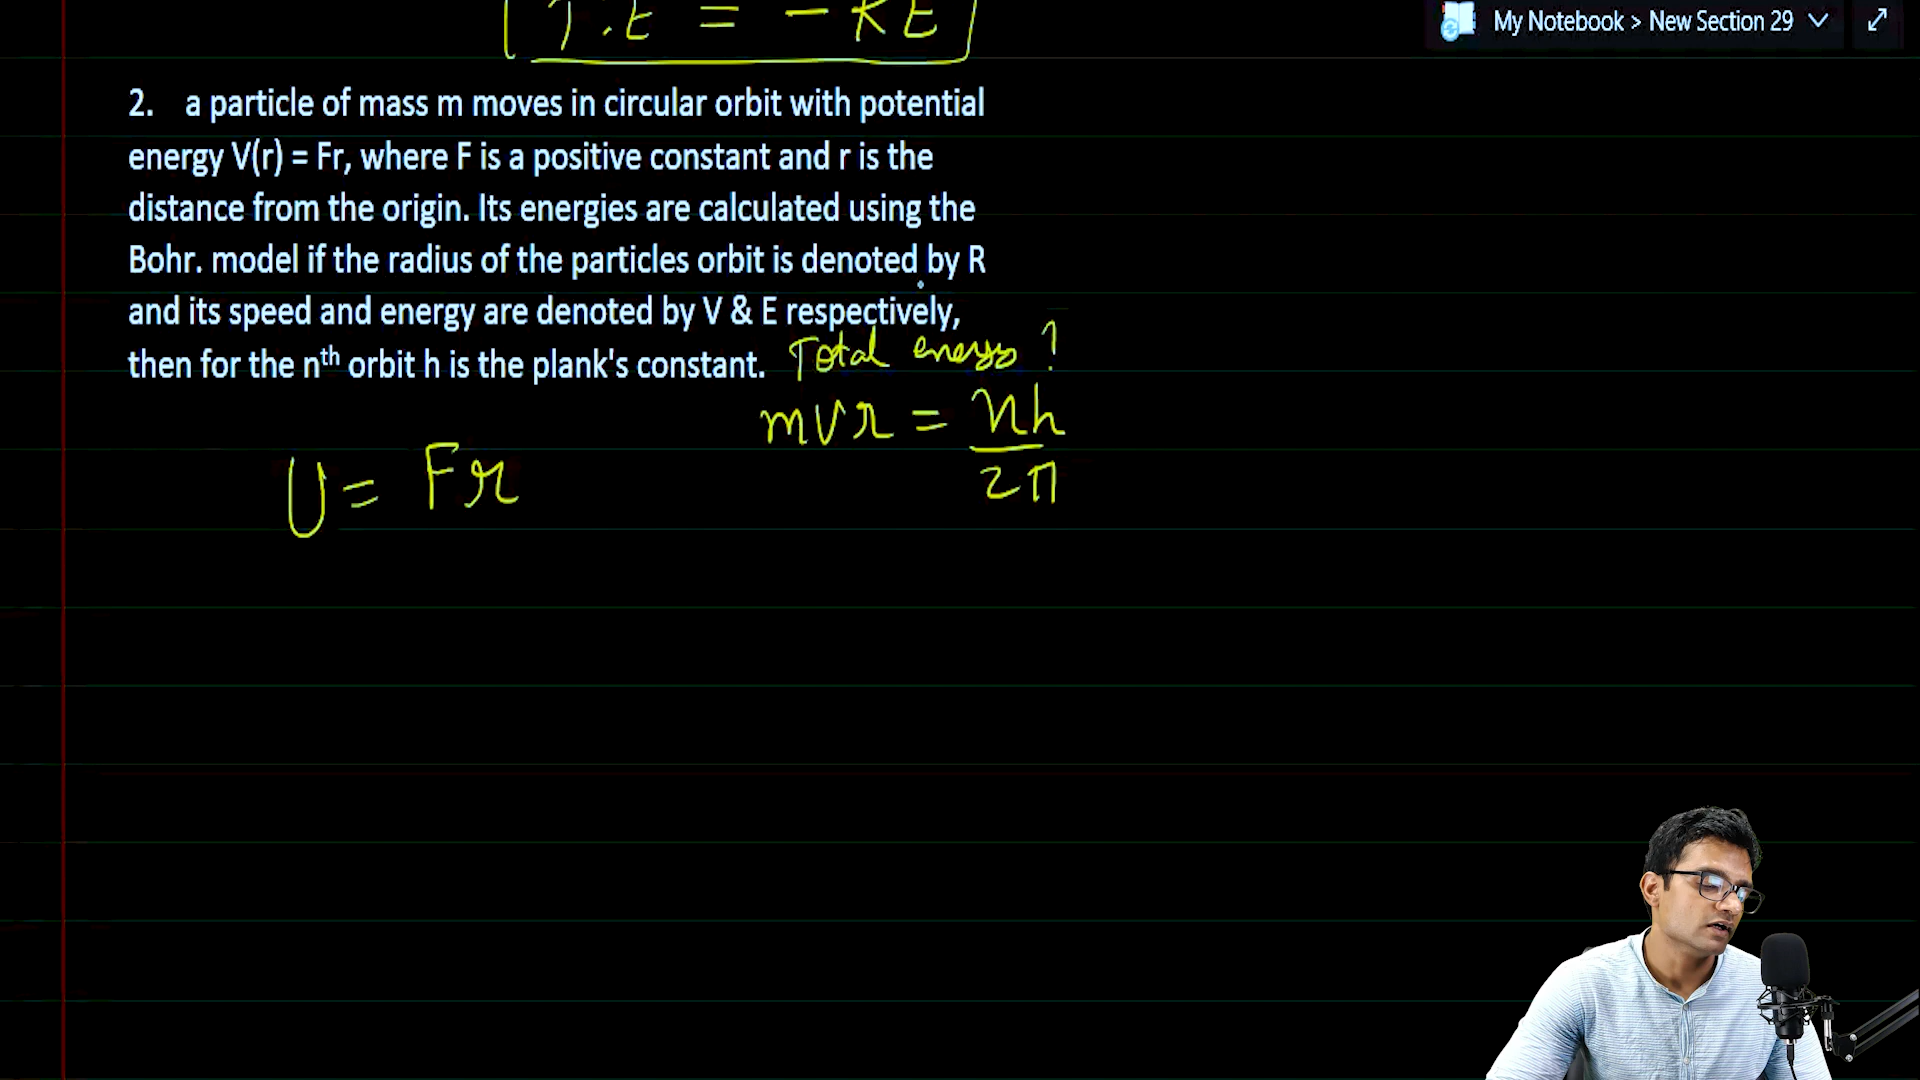 T.E = - KE
My Notebook > New Section 29
2. a particle of mass m moves in circular orbit with potential
energy V(r) = Fr, where F is a positive constant and r is the
distance from the origin. Its energies are calculated using the
Bohr. model if the radius of the particles orbit is denoted by R
and its speed and energy are denoted by V & E respectively,
then for the nth orbit h is the plank's constant. Total energy ?
mvr = nh
2π
U = Fr